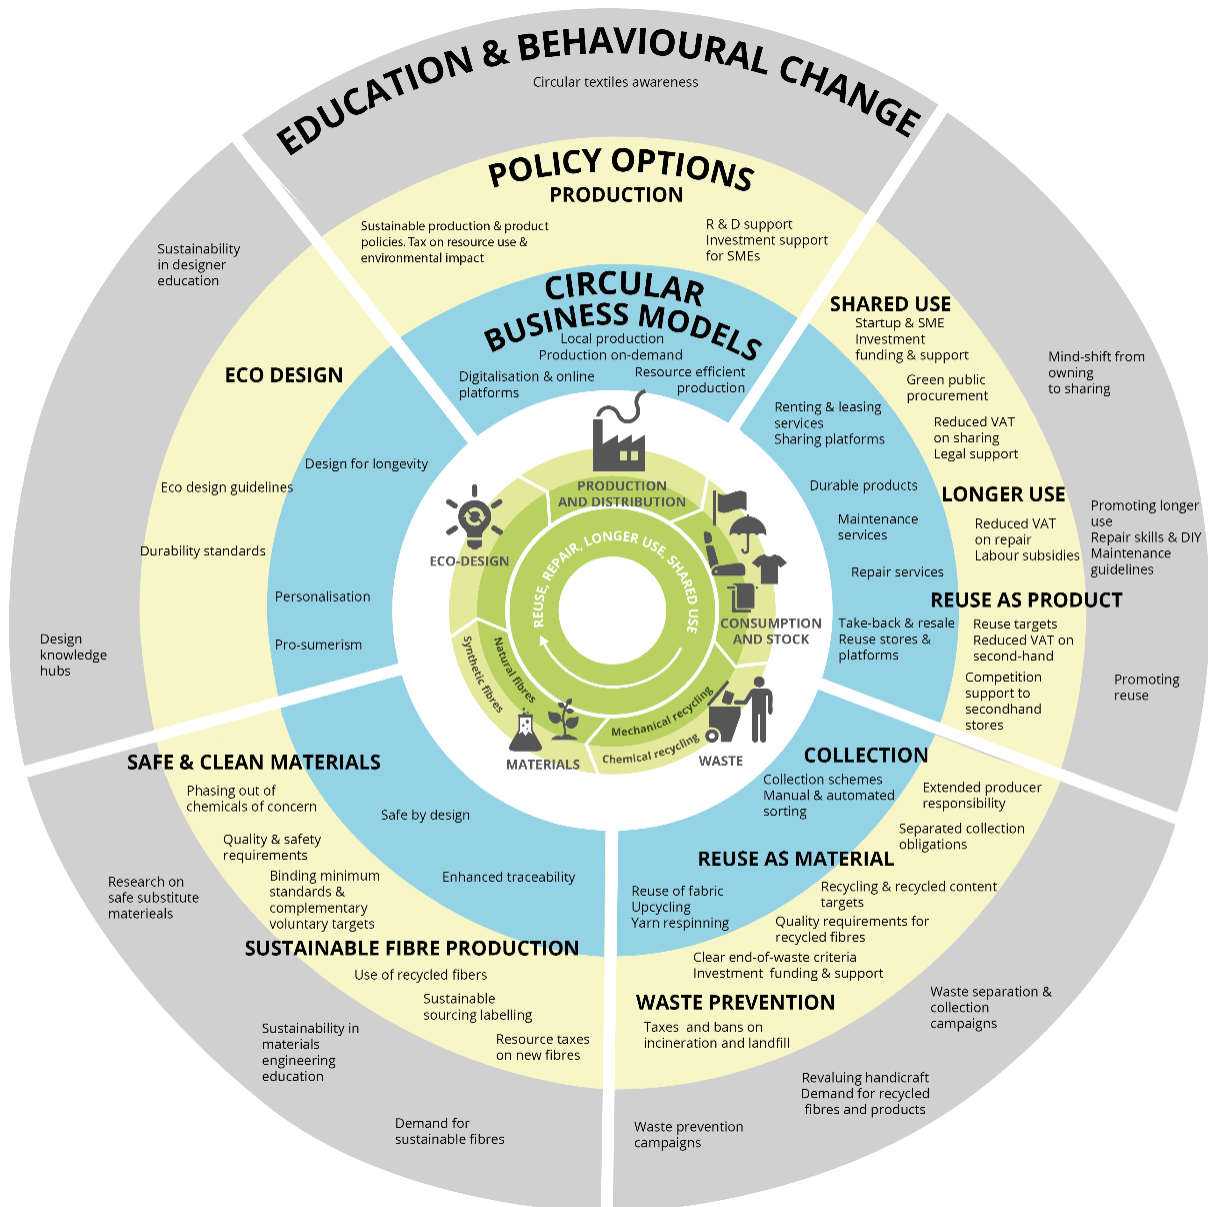 EDUCATION & BEHAVIOURAL CHANGE
Circular textiles awareness
POLICY OPTIONS
PRODUCTION
Sustainable production & product
policies. Tax on resource use &
environmental impact
R & D support
Investment support
for SMEs
CIRCULAR
BUSINESS MODELS
Local production
Production on-demand
Digitalisation & online
platforms
Resource efficient
production
Sustainability
in designer
education
ECO DESIGN
Design for longevity
Eco design guidelines
Durability standards
Personalisation
Pro-sumerism
Design
knowledge
hubs
SHARED USE
Startup & SME
Investment
funding & support
Green public
procurement
Reduced VAT
on sharing
Legal support
Mind-shift from
owning
to sharing
Renting & leasing
services
Sharing platforms
Durable products
Maintenance
services
Repair services
Take-back & resale
Reuse stores &
platforms
LONGER USE
Reduced VAT
on repair
Labour subsidies
Promoting longer
use
Repair skills & DIY
Maintenance
guidelines
REUSE AS PRODUCT
Reuse targets
Reduced VAT on
second-hand
Competition
support to
secondhand
stores
Promoting
reuse
PRODUCTION
AND DISTRIBUTION
ECO-DESIGN
REUSE, REPAIR, LONGER USE, SHARED USE
CONSUMPTION
AND STOCK
Synthetic fibres
Natural fibres
Mechanical recycling
Chemical recycling
MATERIALS
WASTE
SAFE & CLEAN MATERIALS
Phasing out of
chemicals of concern
Quality & safety
requirements
Binding minimum
standards &
complementary
voluntary targets
Safe by design
Enhanced traceability
Research on
safe substitute
materieals
SUSTAINABLE FIBRE PRODUCTION
Use of recycled fibers
Sustainable
sourcing labelling
Resource taxes
on new fibres
Sustainability in
materials
engineering
education
Demand for
sustainable fibres
COLLECTION
Collection schemes
Manual & automated
sorting
Extended producer
responsibility
Separated collection
obligations
REUSE AS MATERIAL
Reuse of fabric
Upcycling
Yarn respinning
Recycling & recycled content
targets
Quality requirements for
recycled fibres
Clear end-of-waste criteria
Investment funding & support
WASTE PREVENTION
Taxes and bans on
incineration and landfill
Waste separation &
collection
campaigns
Revaluing handicraft
Demand for recycled
fibres and products
Waste prevention
campaigns